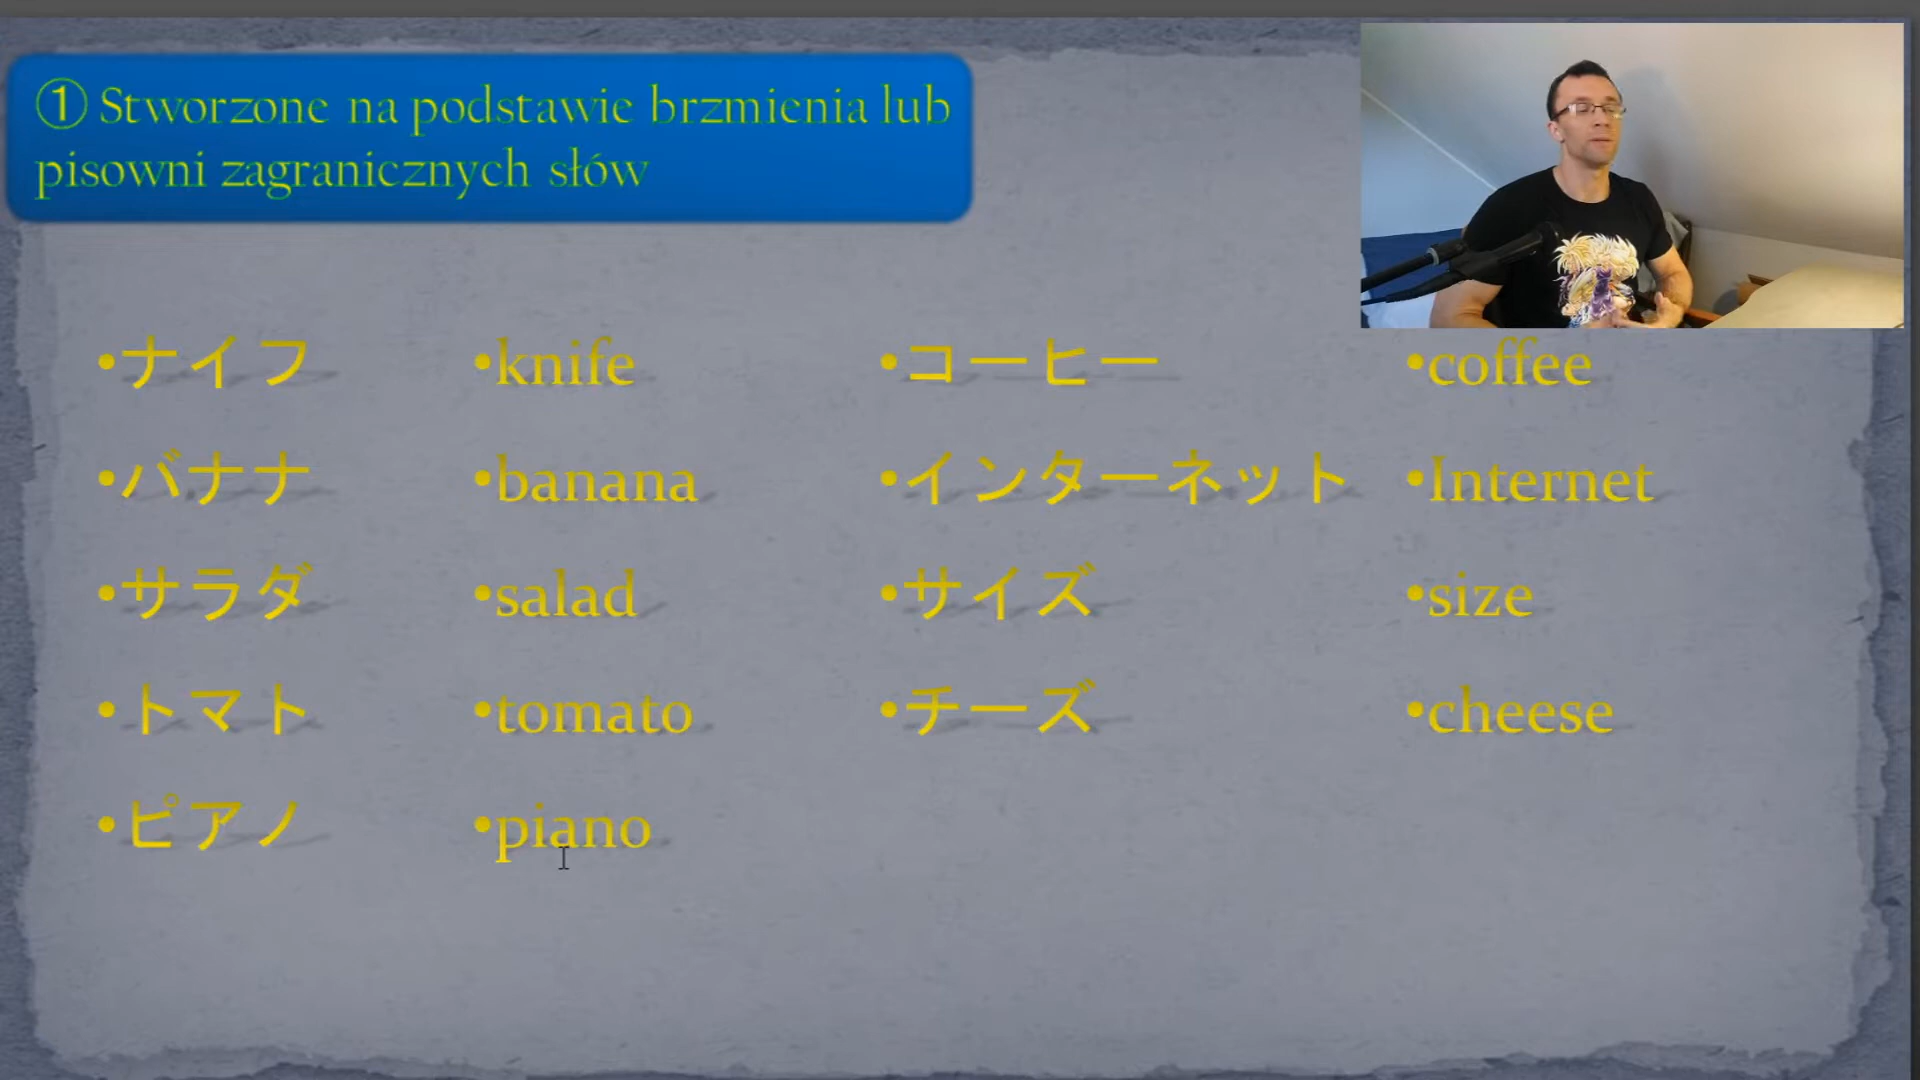 ① Stworzone na podstawie brzmienia lub
pisowni zagranicznych słów
•ナイフ •knife •コーヒー •coffee
•バナナ •banana •インターネット •Internet
•サラダ •salad •サイズ •size
•トマト •tomato •チーズ •cheese
•ピアノ •piano